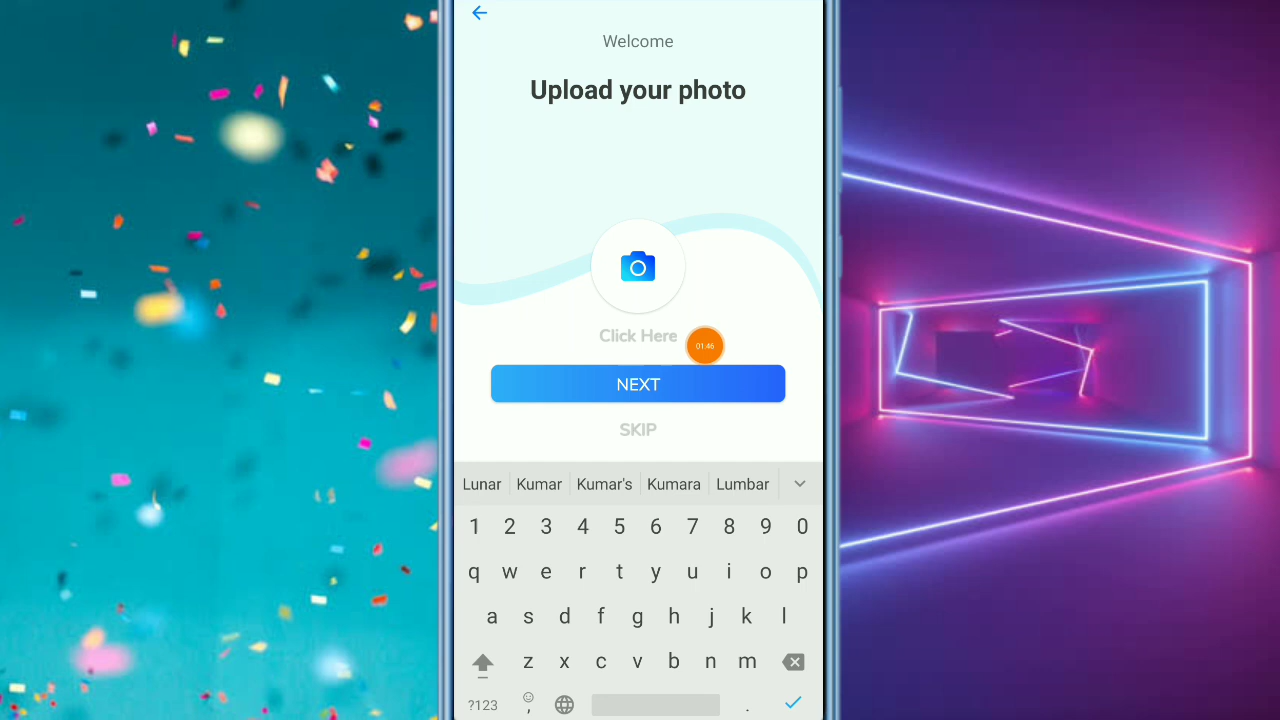 Welcome
Upload your photo
Click Here
01:46
NEXT
SKIP
Lunar Kumar Kumar's Kumara Lumbar
1 2 3 4 5 6 7 8 9 0
q w e r t y u i o p
a s d f g h j k l
z x c v b n m
?123 , .